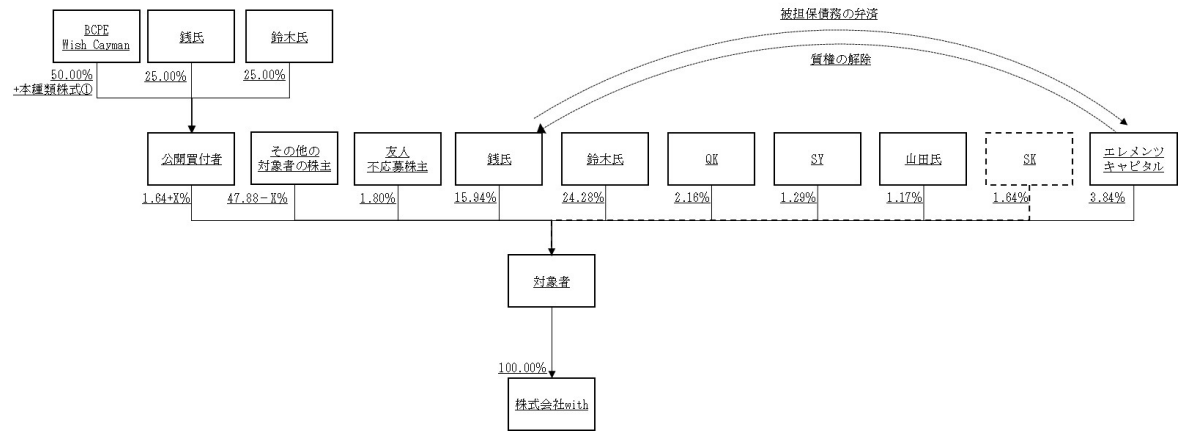 BCPE
Wish Cayman
銭氏
鈴木氏
50.00%
+本種類株式①
25.00%
25.00%
被担保債務の弁済
質権の解除
公開買付者
その他の
対象者の株主
友人
不応募株主
銭氏
鈴木氏
QK
SY
山田氏
SK
エレメンツ
キャピタル
1.64+X%
47.88-X%
1.80%
15.94%
24.28%
2.16%
1.29%
1.17%
1.64%
3.84%
対象者
100.00%
株式会社with